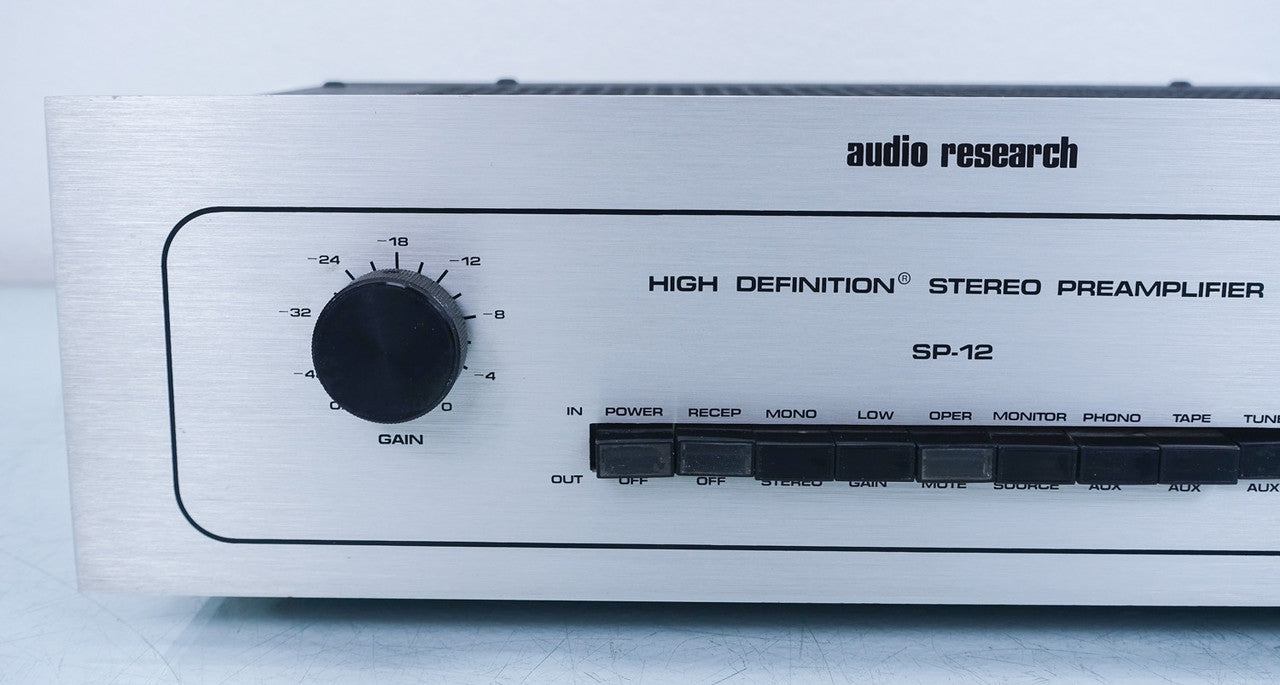 audio research
-18
-24
-12
HIGH DEFINITION® STEREO PREAMPLIFIER
-32
-8
SP-12
-4
0
GAIN
IN POWER RECEP MONO LOW OPER MONITOR PHONO TAPE
OUT OFF OFF STEREO GAIN MUTE SOURCE AUX AUX AUX